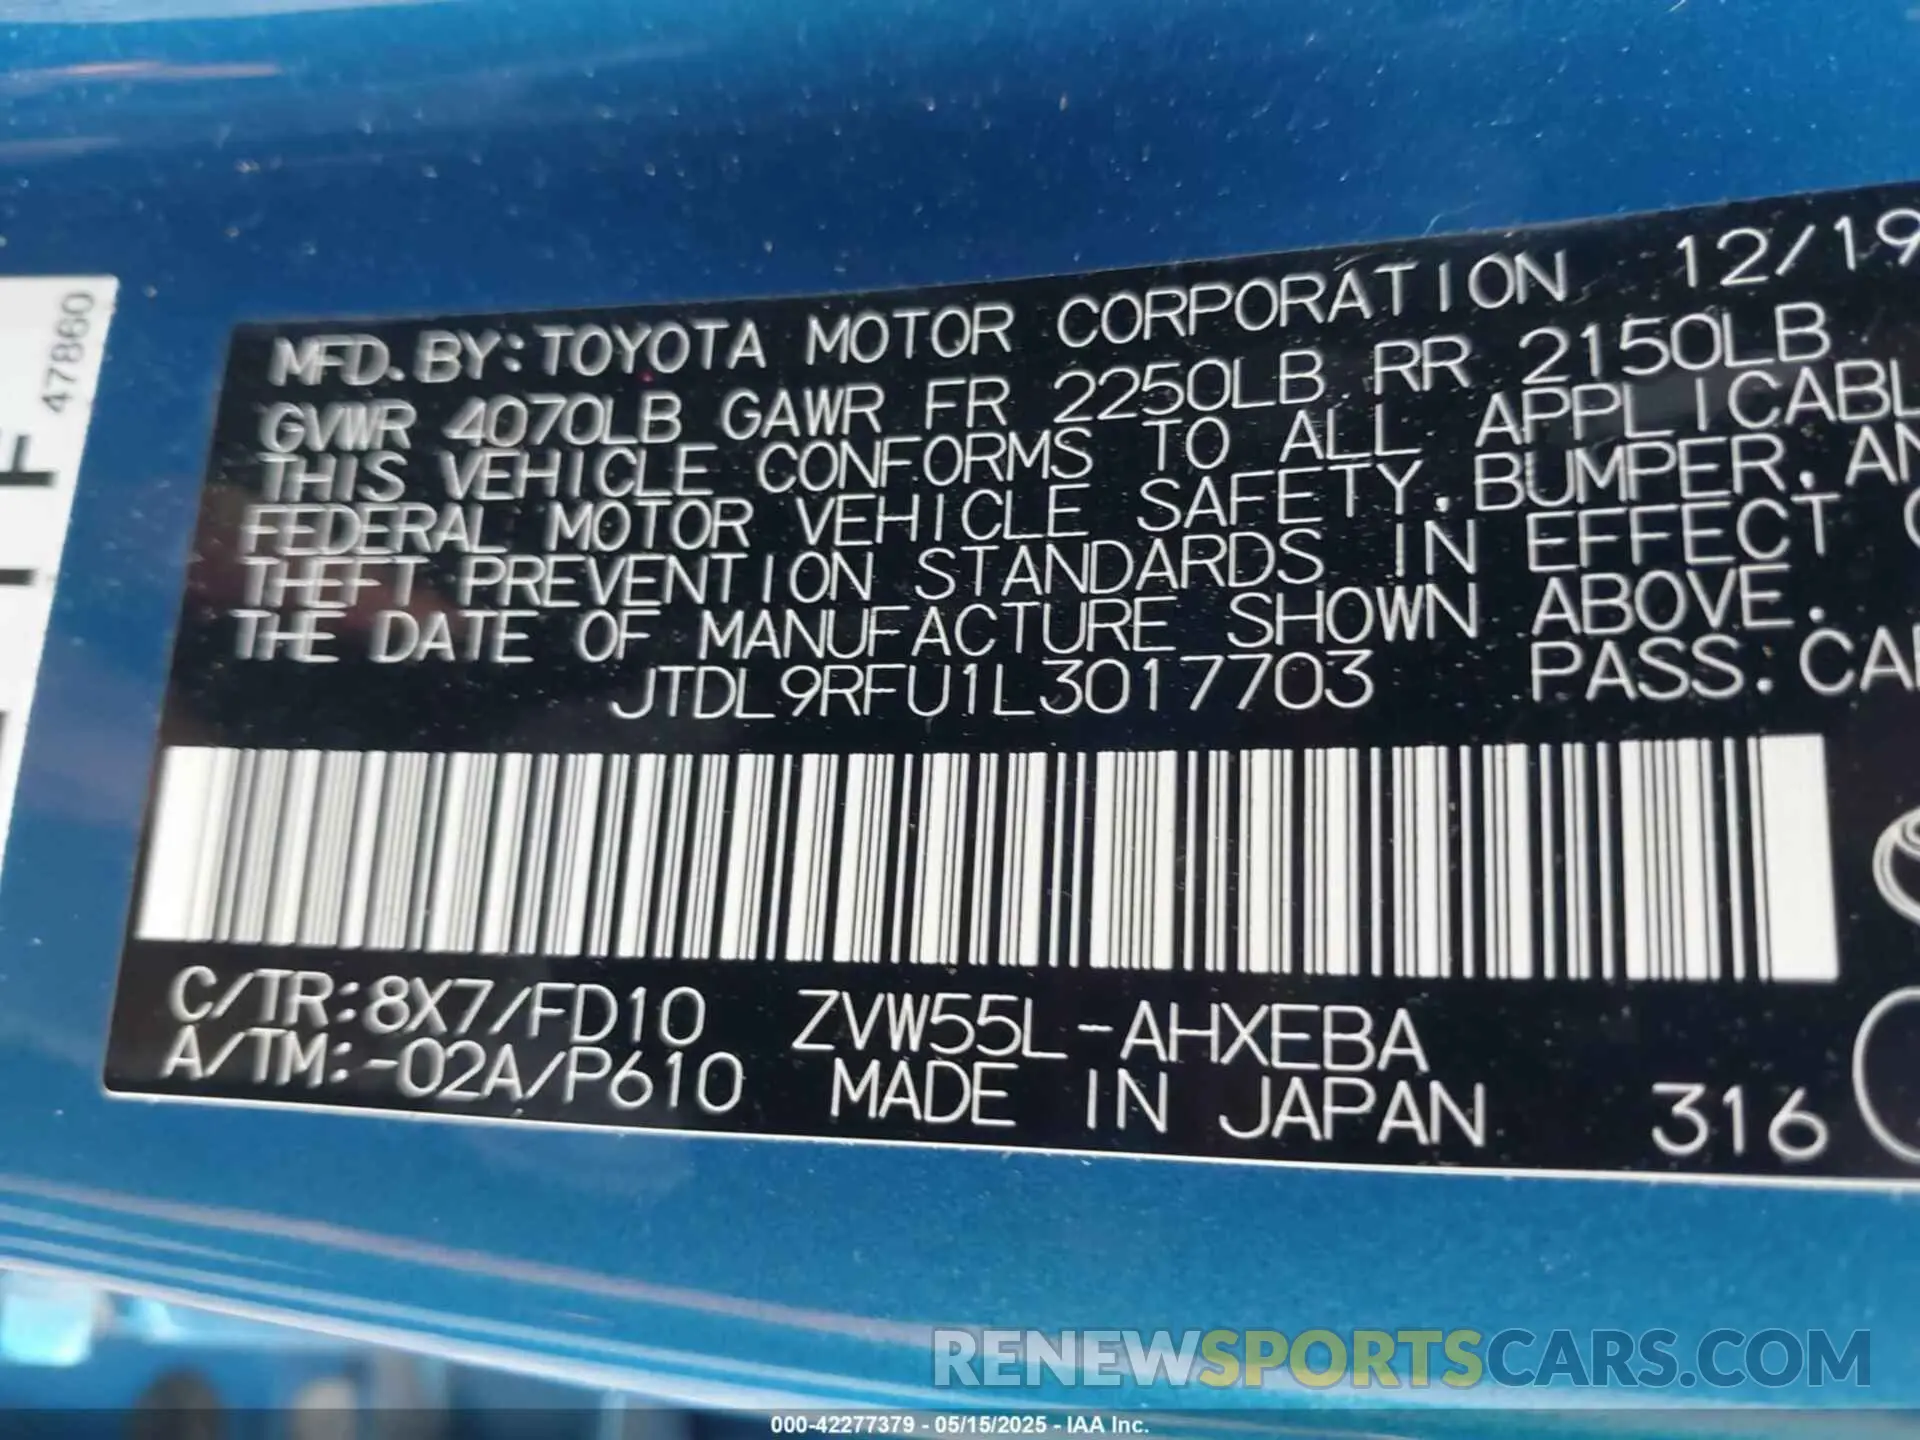 47860
MFD. BY: TOYOTA MOTOR CORPORATION 12/19
GVWR 4070LB GAWR FR 2250LB RR 2150LB
THIS VEHICLE CONFORMS TO ALL APPLICABL
FEDERAL MOTOR VEHICLE SAFETY, BUMPER, AN
THEFT PREVENTION STANDARDS IN EFFECT
THE DATE OF MANUFACTURE SHOWN ABOVE.
JTDL9RFU1L3017703 PASS. CA
C/TR:8X7/FD10 ZVW55L-AHXEBA
A/TM:-02A/P610 MADE IN JAPAN 316
RENEWSPORTSCARS.COM
000-42277379 - 05/15/2025 - IAA Inc.